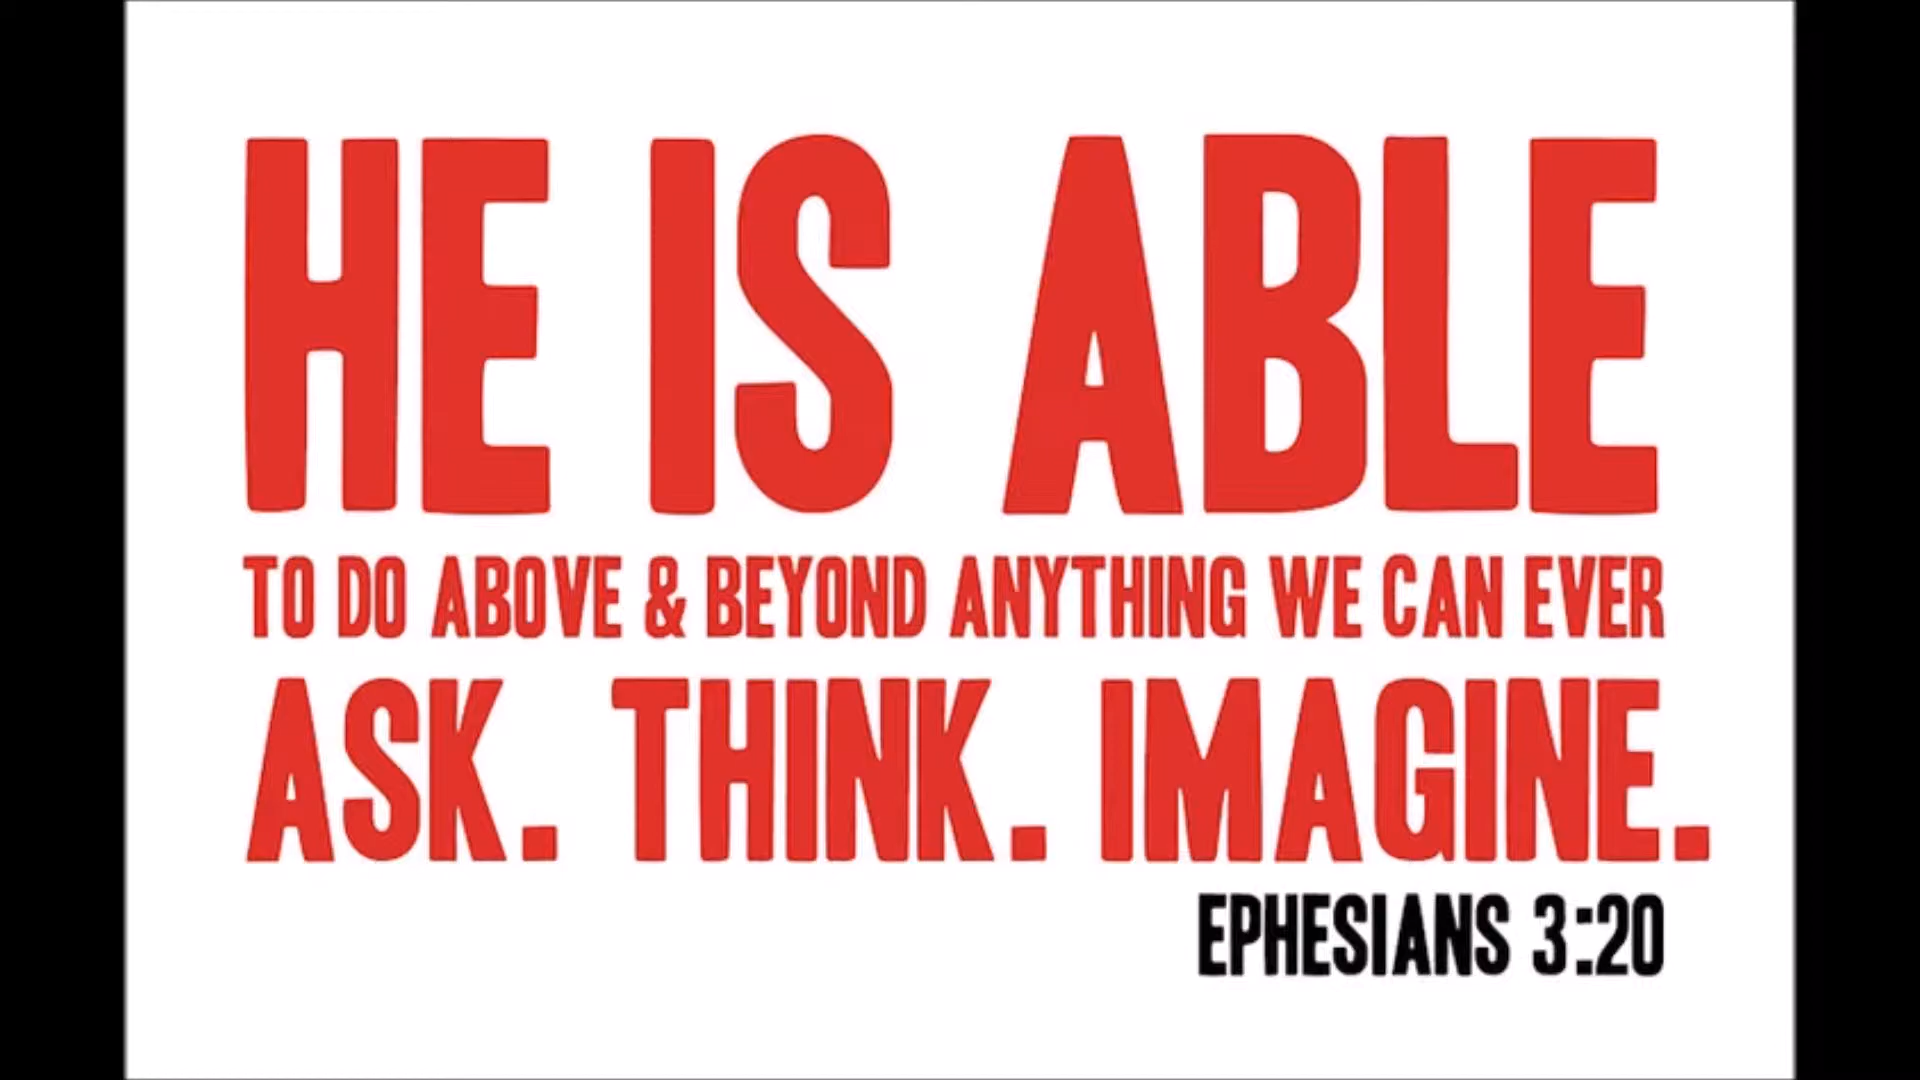 HE IS ABLE
TO DO ABOVE & BEYOND ANYTHING WE CAN EVER
ASK. THINK. IMAGINE.
EPHESIANS 3:20